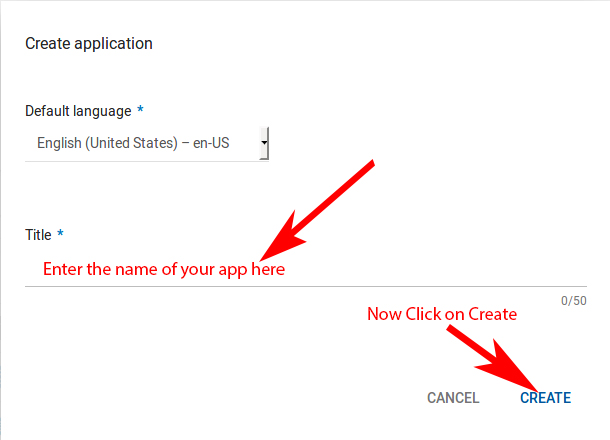 Create application
Default language *
English (United States) – en-US
Title *
Enter the name of your app here
0/50
Now Click on Create
CANCEL CREATE